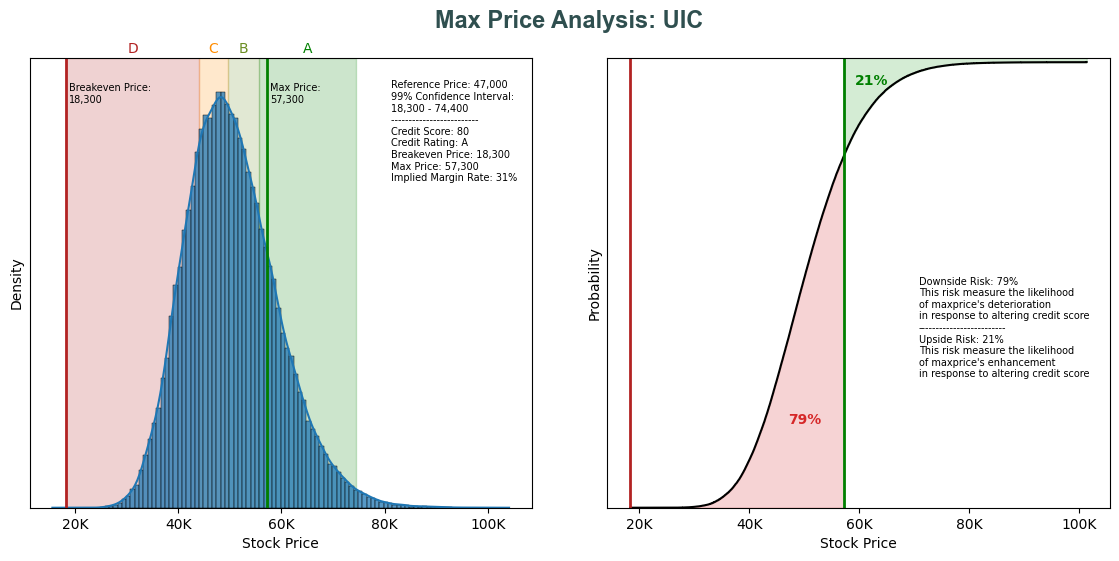 Max Price Analysis: UIC
D C B A
Breakeven Price:
18,300
Max Price:
57,300
Reference Price: 47,000
99% Confidence Interval:
18,300 - 74,400
-------------------------
Credit Score: 80
Credit Rating: A
Breakeven Price: 18,300
Max Price: 57,300
Implied Margin Rate: 31%
Density
20K 40K 60K 80K 100K
Stock Price
21%
79%
Downside Risk: 79%
This risk measure the likelihood
of maxprice's deterioration
in response to altering credit score
-------------------------
Upside Risk: 21%
This risk measure the likelihood
of maxprice's enhancement
in response to altering credit score
Probability
20K 40K 60K 80K 100K
Stock Price